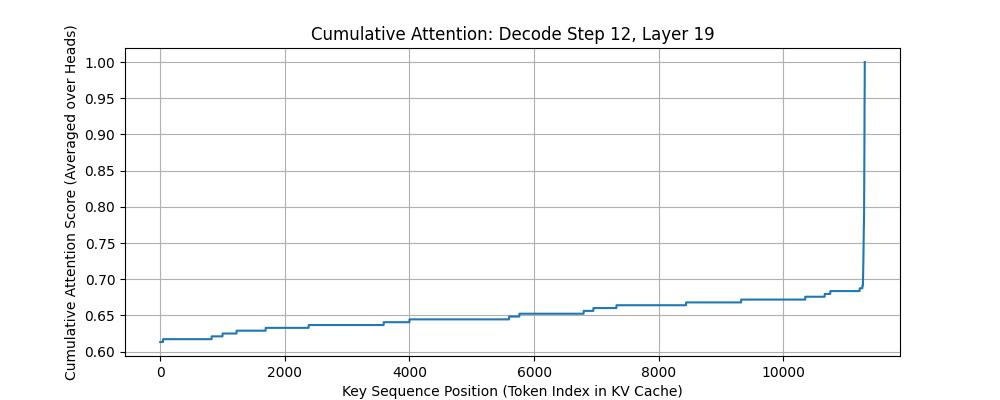 Cumulative Attention: Decode Step 12, Layer 19
Cumulative Attention Score (Averaged over Heads)
1.00
0.95
0.90
0.85
0.80
0.75
0.70
0.65
0.60
0 2000 4000 6000 8000 10000
Key Sequence Position (Token Index in KV Cache)